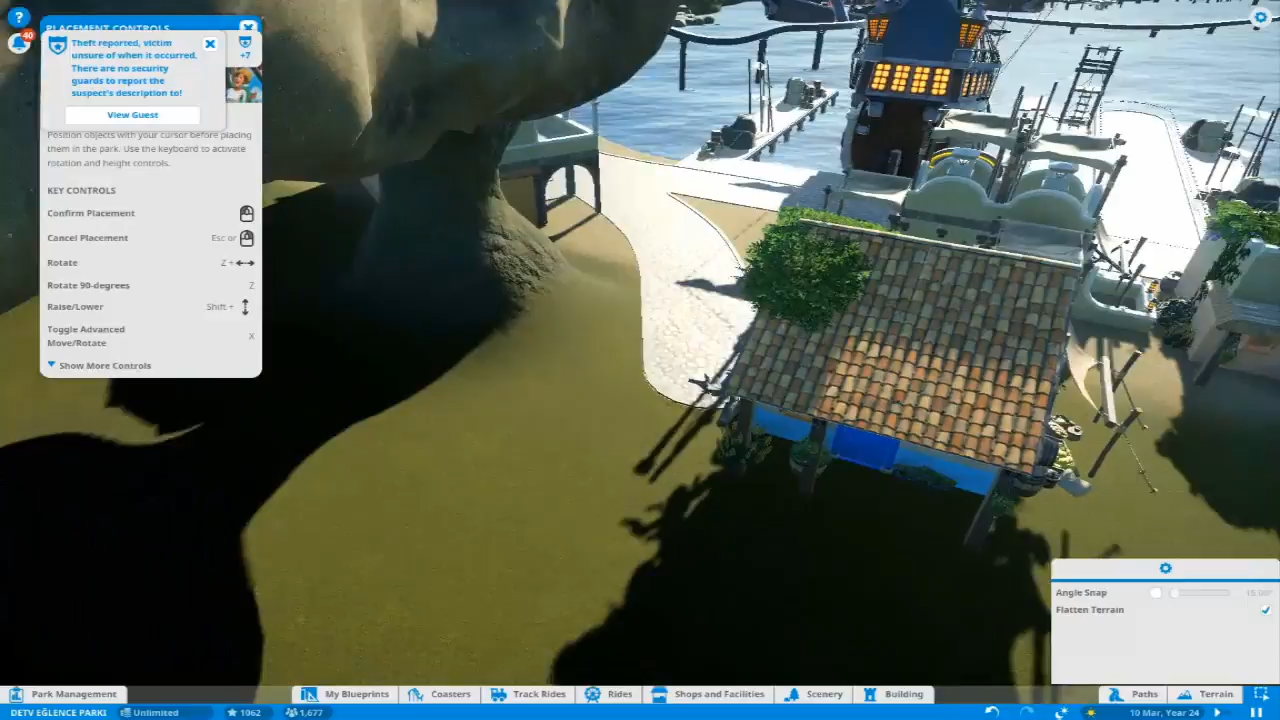 ?
PLACEMENT CONTROLS
40
Theft reported, victim
unsure of when it occurred.
There are no security
guards to report the
suspect's description to!
+7
View Guest
Position objects with your cursor before placing
them in the park. Use the keyboard to activate
rotation and height controls.
KEY CONTROLS
Confirm Placement
Cancel Placement Esc or
Rotate Z +
Rotate 90-degrees Z
Raise/Lower Shift +
Toggle Advanced
Move/Rotate X
Show More Controls
Angle Snap 15.00°
Flatten Terrain
Park Management
My Blueprints
Coasters
Track Rides
Rides
Shops and Facilities
Scenery
Building
Paths
Terrain
DETV EĞLENCE PARKI
Unlimited
1062
1,677
10 Mar, Year 24